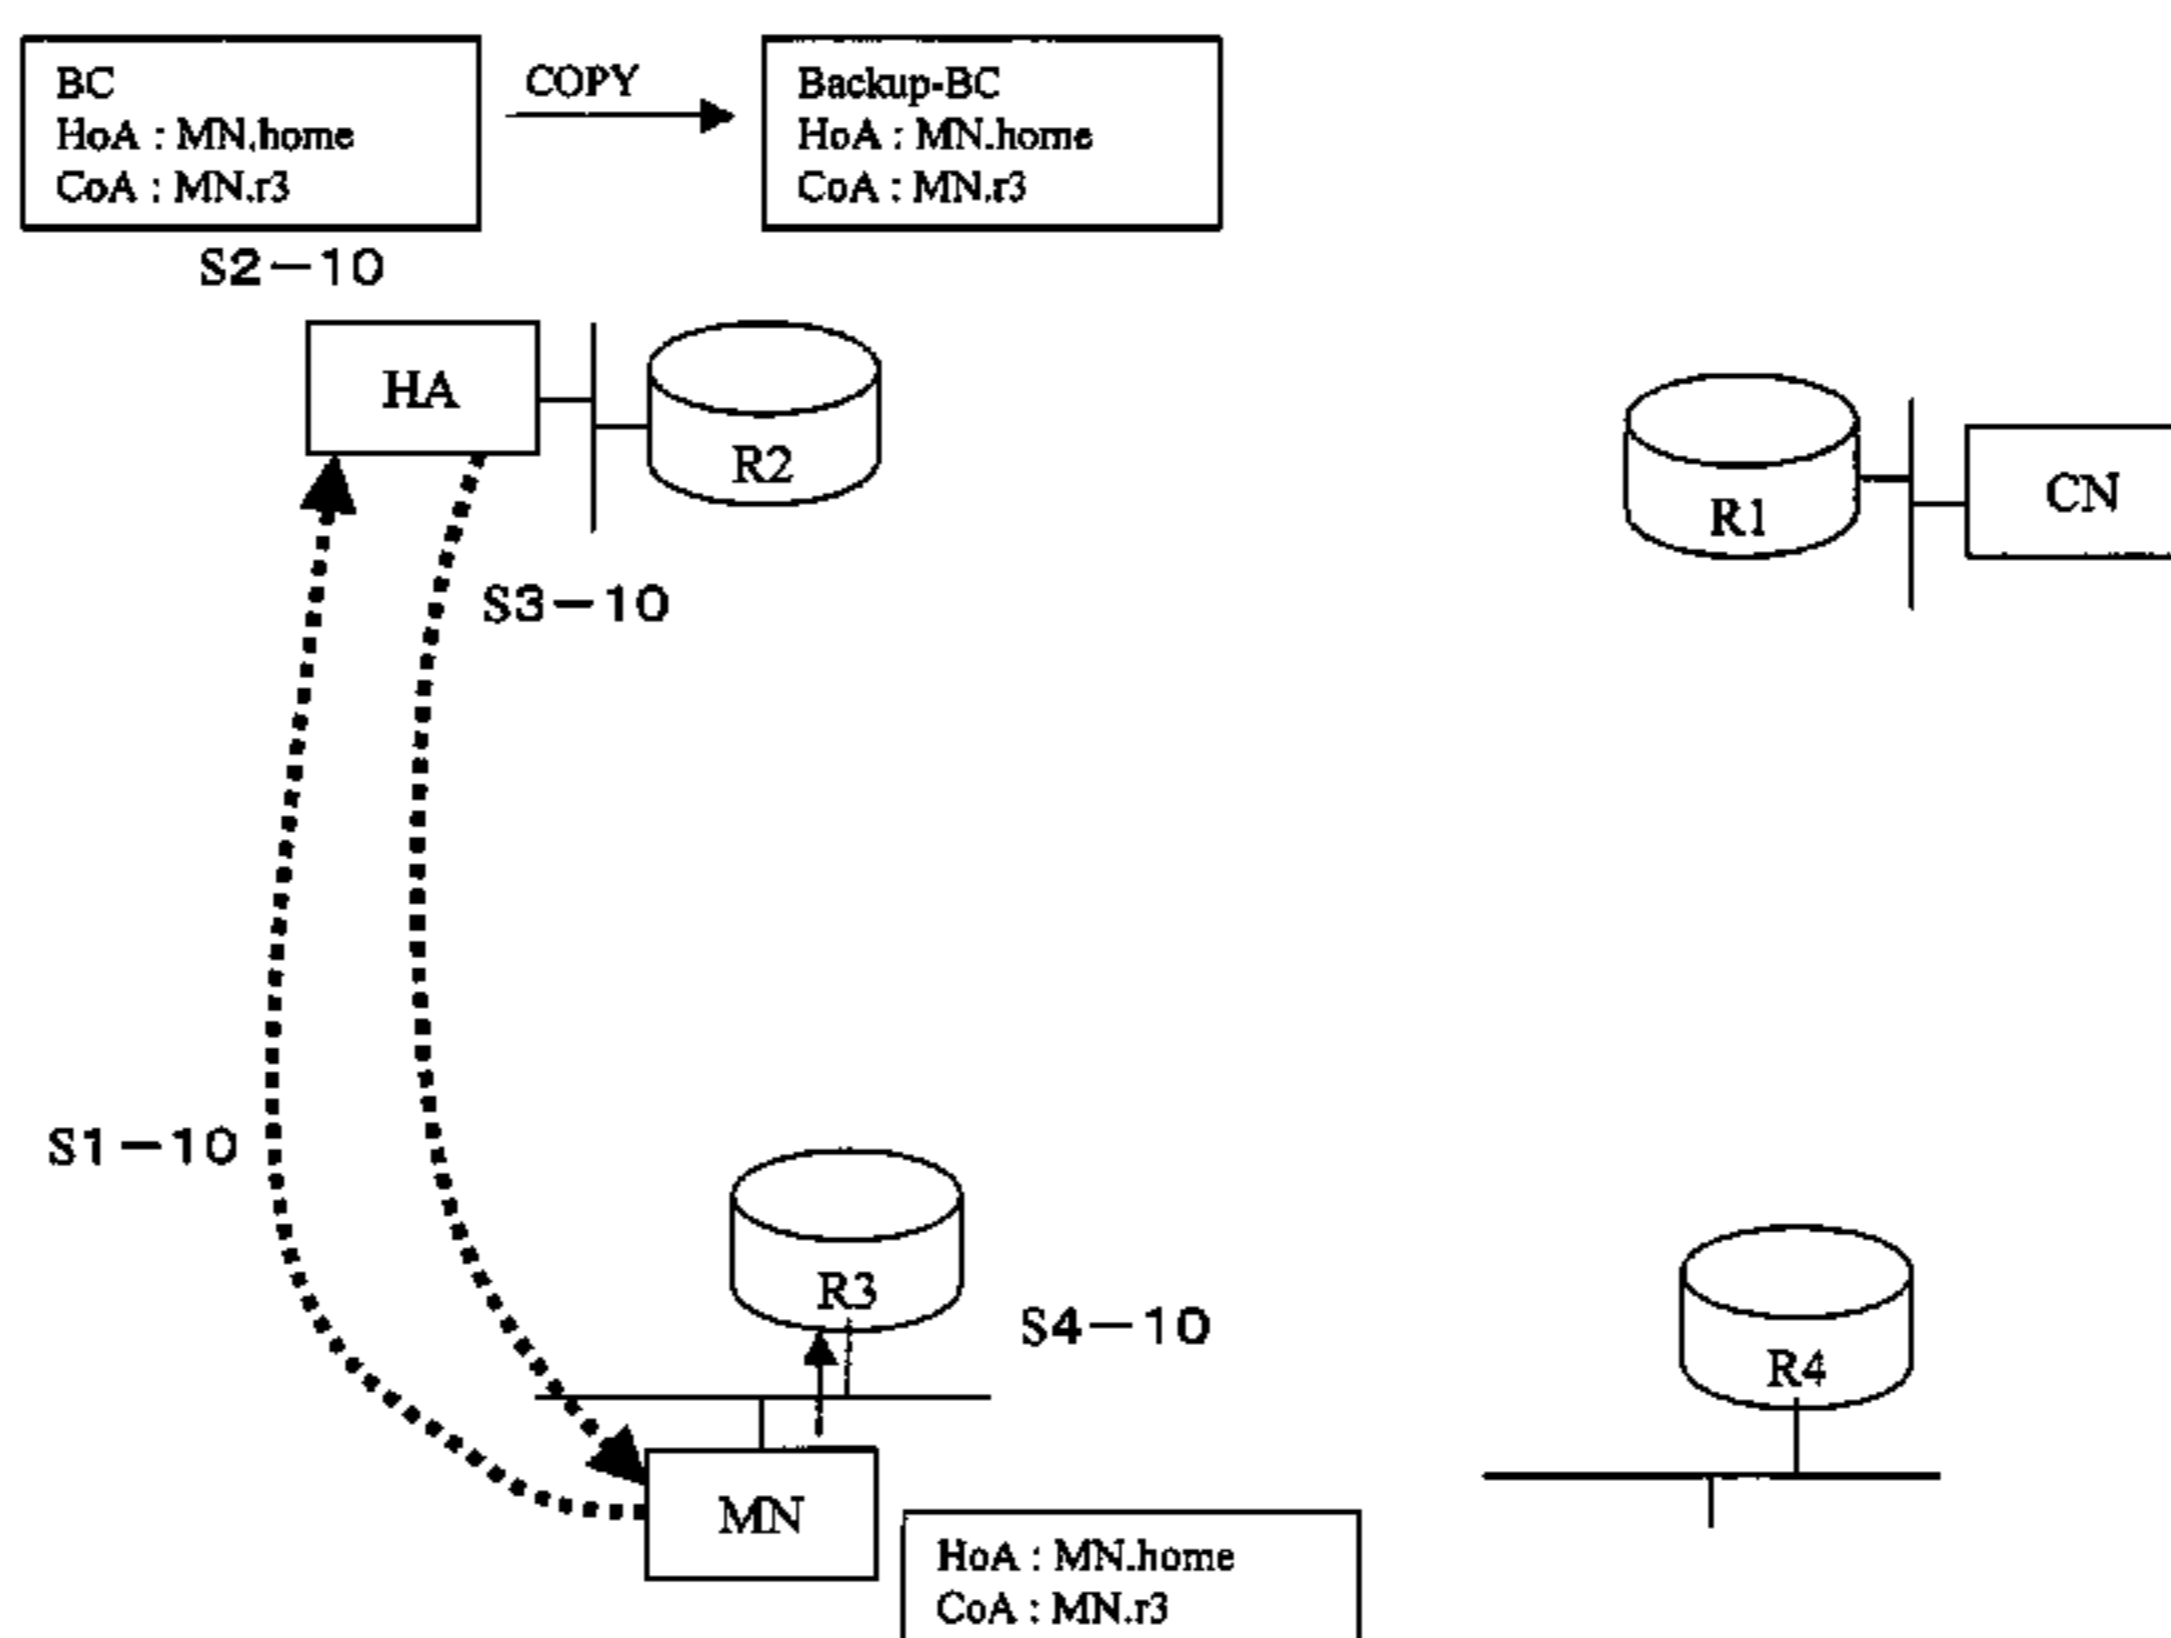 BC
HoA : MN.home
CoA : MN.r3
COPY
Backup-BC
HoA : MN.home
CoA : MN.r3
S2－10
HA
R2
R1
CN
S3－10
S1－10
R3
S4－10
R4
MN
HoA : MN.home
CoA : MN.r3